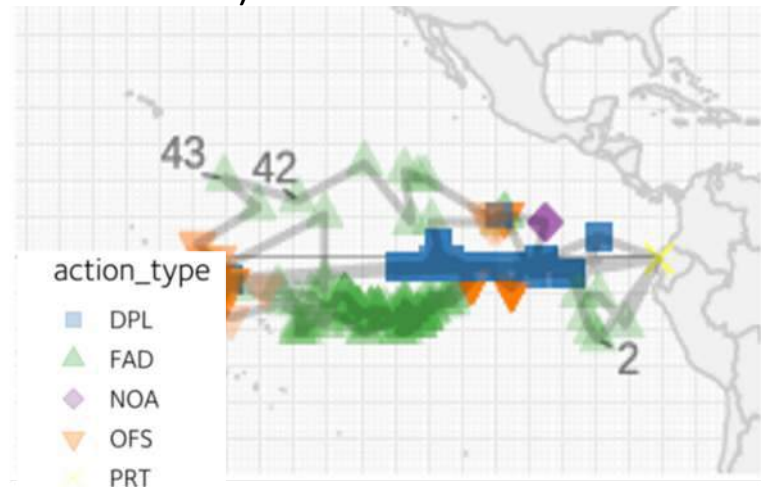 43
42
2
action_type
DPL
FAD
NOA
OFS
PRT